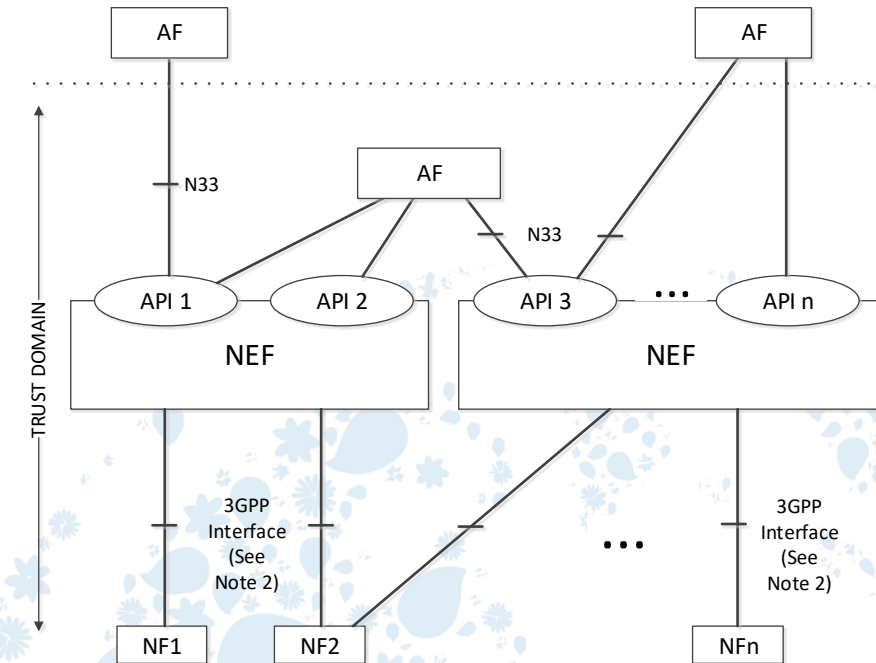 AF
AF
N33
AF
N33
API 1
API 2
API 3
...
API n
NEF
NEF
TRUST DOMAIN
3GPP
Interface
(See
Note 2)
...
3GPP
Interface
(See
Note 2)
NF1
NF2
NFn